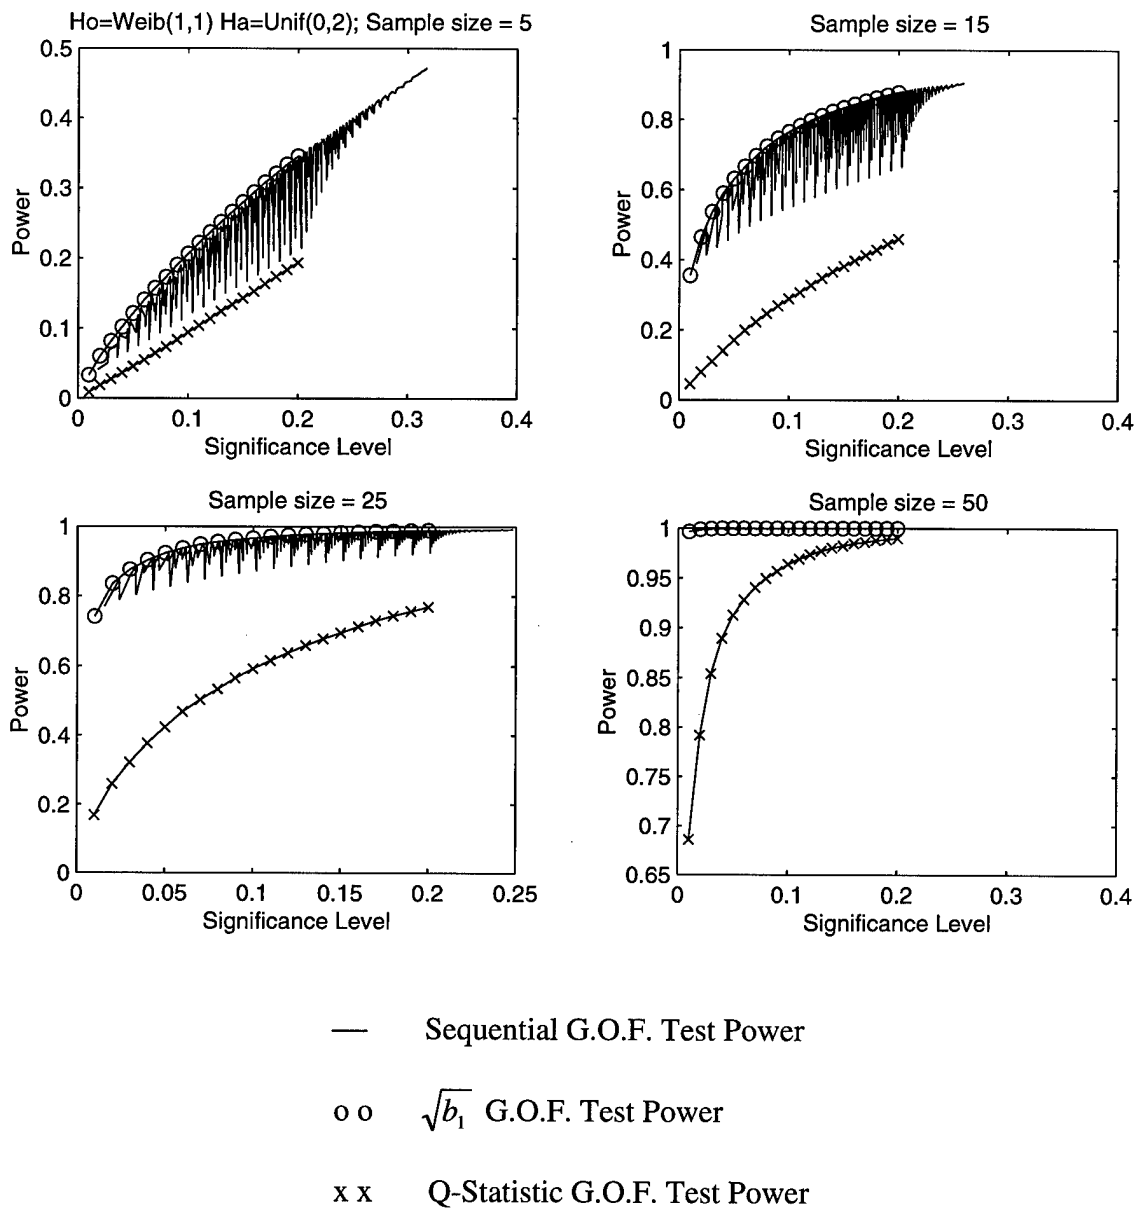 Ho=Weib(1,1) Ha=Unif(0,2); Sample size = 5
0.5
0.4
0.3
0.2
0.1
0
Power
0 0.1 0.2 0.3 0.4
Significance Level
Sample size = 15
1
0.8
0.6
0.4
0.2
0
Power
0 0.1 0.2 0.3 0.4
Significance Level
Sample size = 25
1
0.8
0.6
0.4
0.2
0
Power
0 0.05 0.1 0.15 0.2 0.25
Significance Level
Sample size = 50
1
0.95
0.9
0.85
0.8
0.75
0.7
0.65
Power
0 0.1 0.2 0.3 0.4
Significance Level
— Sequential G.O.F. Test Power
o o √b₁ G.O.F. Test Power
x x Q-Statistic G.O.F. Test Power